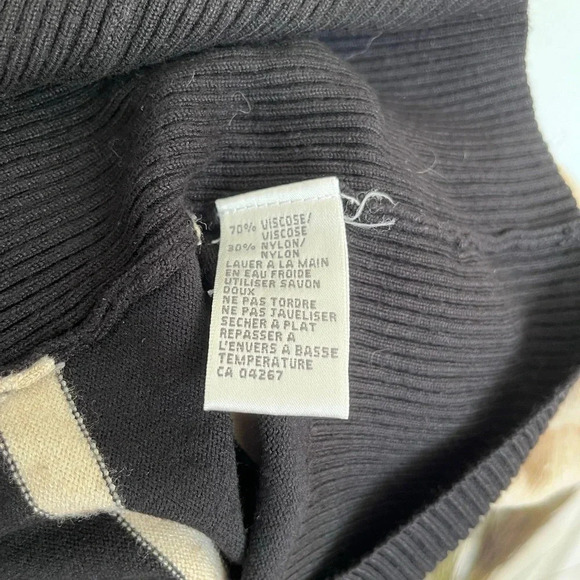 70% VISCOSE/
VISCOSE
30% NYLON/
NYLON
LAVER A LA MAIN
EN EAU FROIDE
UTILISER SAVON
DOUX
NE PAS TORDRE
NE PAS JAVELISER
SECHER A PLAT
REPASSER A
L'ENVERS A BASSE
TEMPERATURE
CA 04267